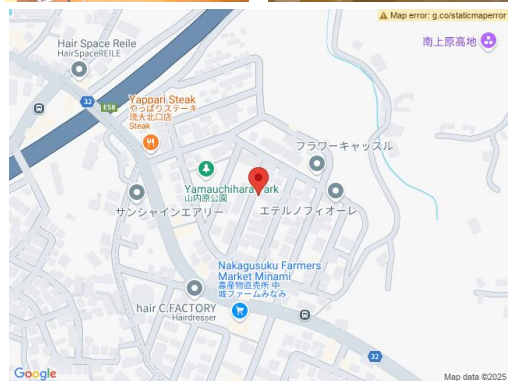 Map error: g.co/staticmaperror
Hair Space Reile
HairSpaceREILE
南上原高地
32
E58
Yappari Steak
やっぱりステーキ
琉大北口店
Steak
フラワーキャッスル
Yamauchihara Park
山内原公園
サンシャインエアリー
エテルノフィオーレ
Nakagusuku Farmers
Market Minami
農産物直売所 中
城ファームみなみ
hair C.FACTORY
Hairdresser
32
Google
Map data ©2025